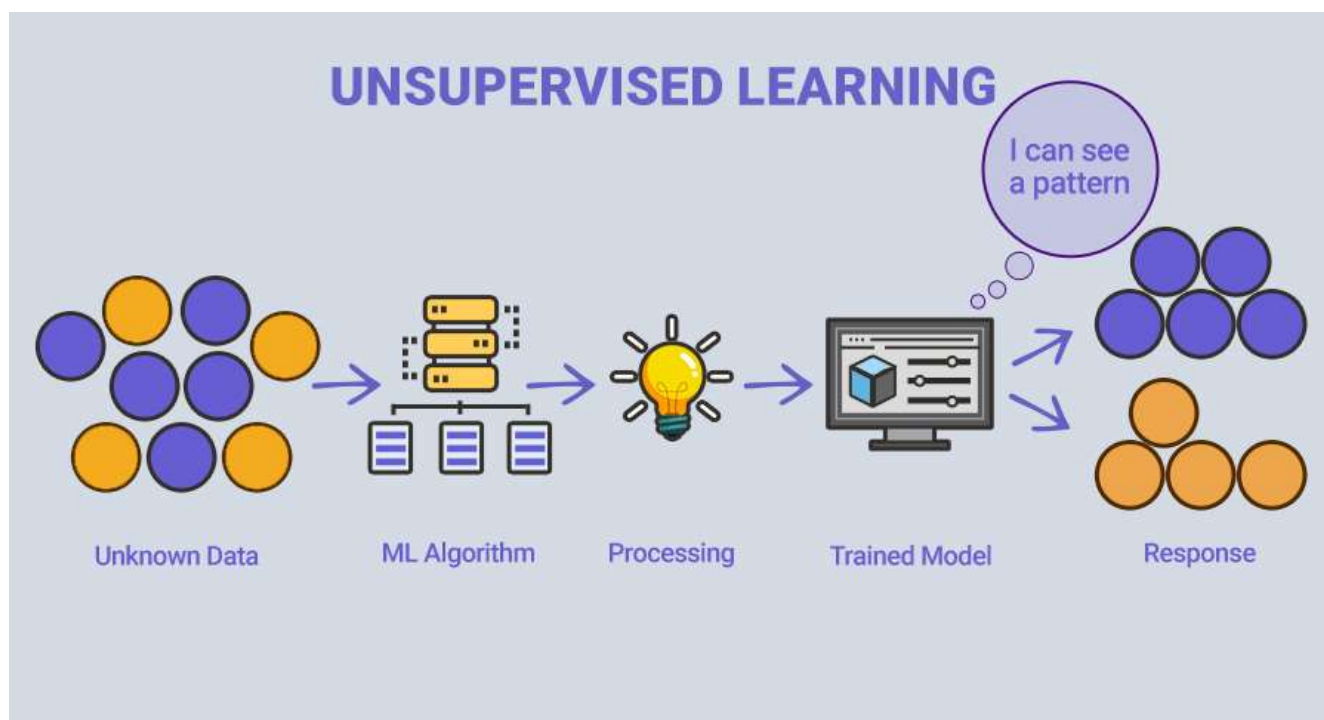 UNSUPERVISED LEARNING
I can see
a pattern
Unknown Data
ML Algorithm
Processing
Trained Model
Response